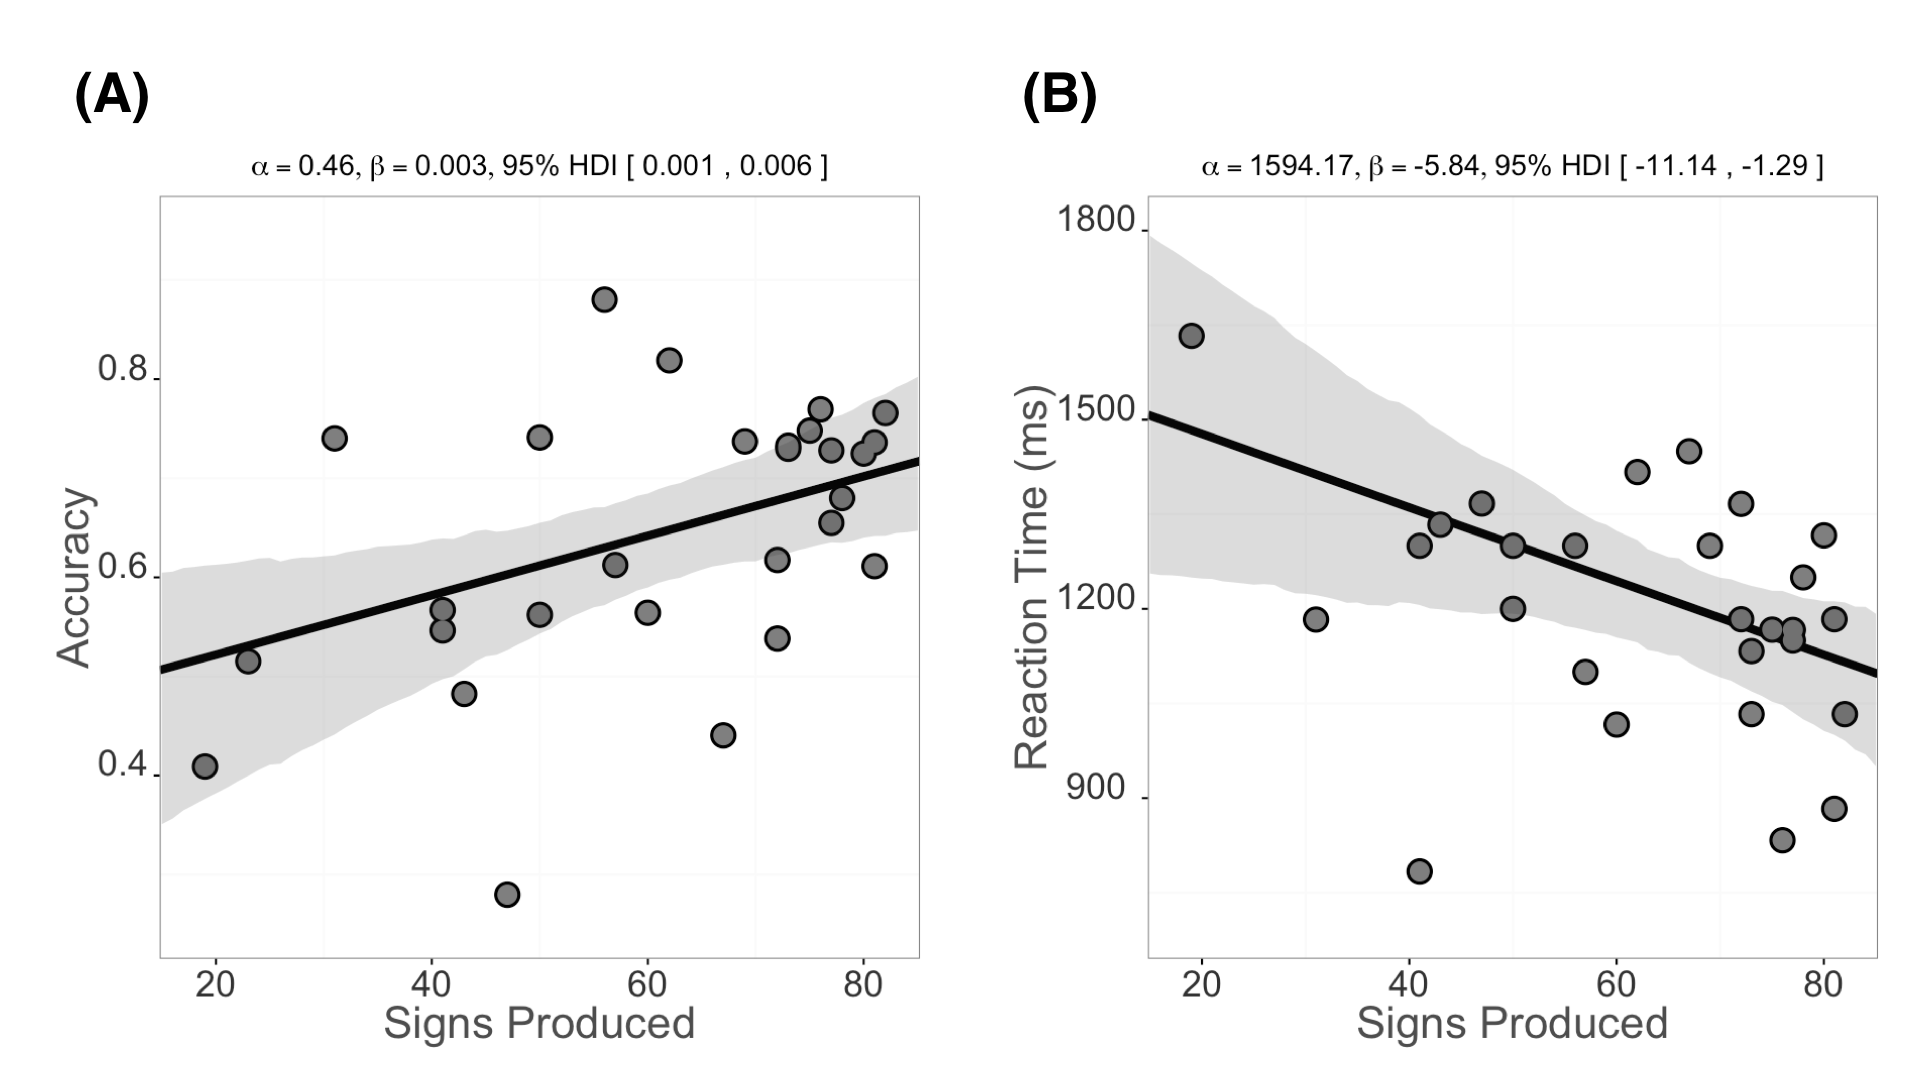 (A)
α = 0.46, β = 0.003, 95% HDI [ 0.001 , 0.006 ]
Accuracy
0.8
0.6
0.4
20 40 60 80
Signs Produced
(B)
α = 1594.17, β = -5.84, 95% HDI [ -11.14 , -1.29 ]
Reaction Time (ms)
1800
1500
1200
900
20 40 60 80
Signs Produced